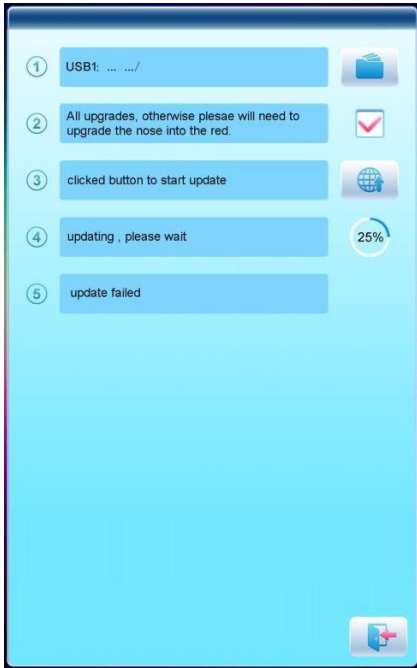 1
USB1: ... .../
2
All upgrades, otherwise plesae will need to
upgrade the nose into the red.
3
clicked button to start update
4
updating , please wait
25%
5
update failed